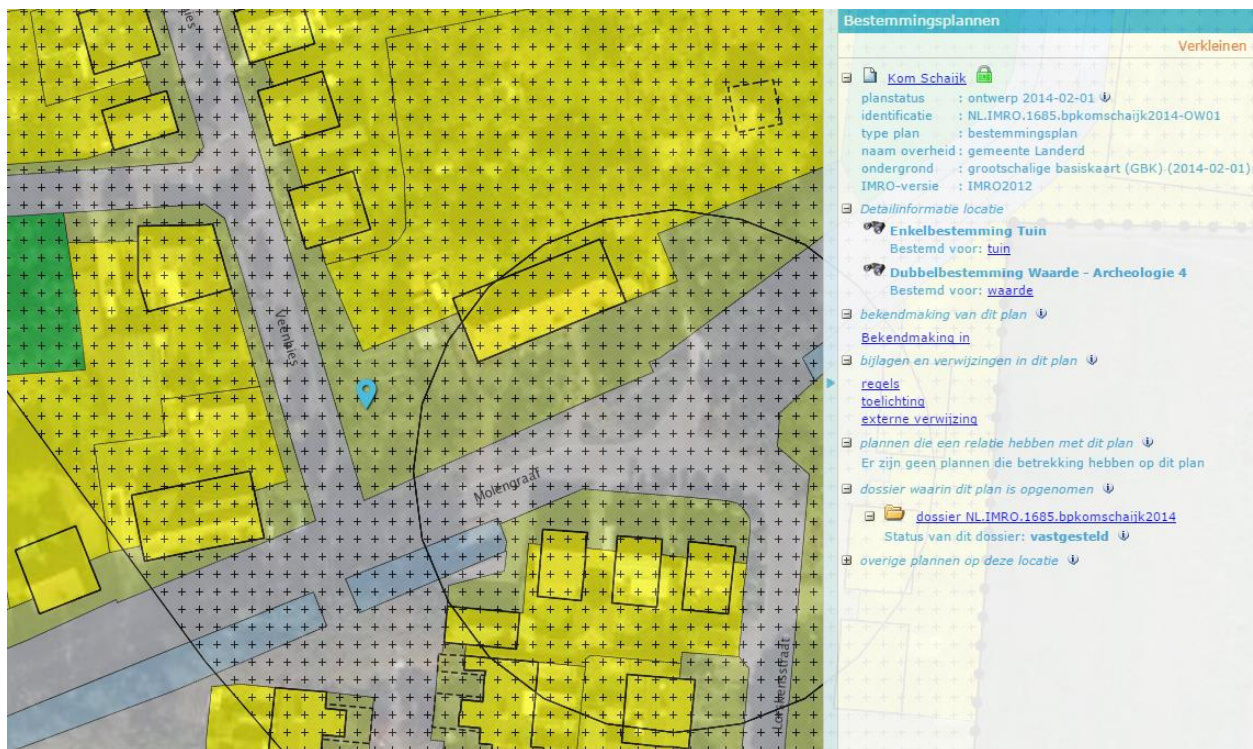 Bestemmingsplannen
Verkleinen
Kom Schaijk
planstatus : ontwerp 2014-02-01
identificatie : NL.IMRO.1685.bpkomschaijk2014-OW01
type plan : bestemmingsplan
naam overheid : gemeente Landerd
ondergrond : grootschalige basiskaart (GBK) (2014-02-01)
IMRO-versie : IMRO2012
Detailinformatie locatie
Enkelbestemming Tuin
Bestemd voor: tuin
Dubbelbestemming Waarde - Archeologie 4
Bestemd voor: waarde
bekendmaking van dit plan
Bekendmaking in
bijlagen en verwijzingen in dit plan
regels
toelichting
externe verwijzing
plannen die een relatie hebben met dit plan
Er zijn geen plannen die betrekking hebben op dit plan
dossier waarin dit plan is opgenomen
dossier NL.IMRO.1685.bpkomschaijk2014
Status van dit dossier: vastgesteld
overige plannen op deze locatie
Veenbies
Molengraaf